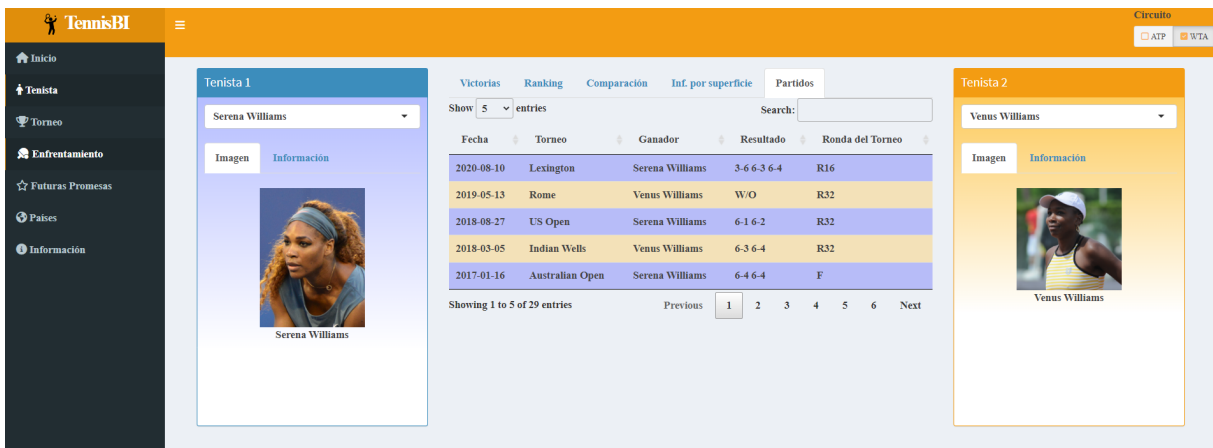 TennisBI
Circuito
ATP WTA
Inicio
Tenista
Torneo
Enfrentamiento
Futuras Promesas
Paises
Información
Tenista 1
Serena Williams
Imagen Información
Serena Williams
Victorias Ranking Comparación Inf. por superficie Partidos
Show 5 entries Search:
Fecha Torneo Ganador Resultado Ronda del Torneo
2020-08-10 Lexington Serena Williams 3-6 6-3 6-4 R16
2019-05-13 Rome Venus Williams W/O R32
2018-08-27 US Open Serena Williams 6-1 6-2 R32
2018-03-05 Indian Wells Venus Williams 6-3 6-4 R32
2017-01-16 Australian Open Serena Williams 6-4 6-4 F
Showing 1 to 5 of 29 entries Previous 1 2 3 4 5 6 Next
Tenista 2
Venus Williams
Imagen Información
Venus Williams